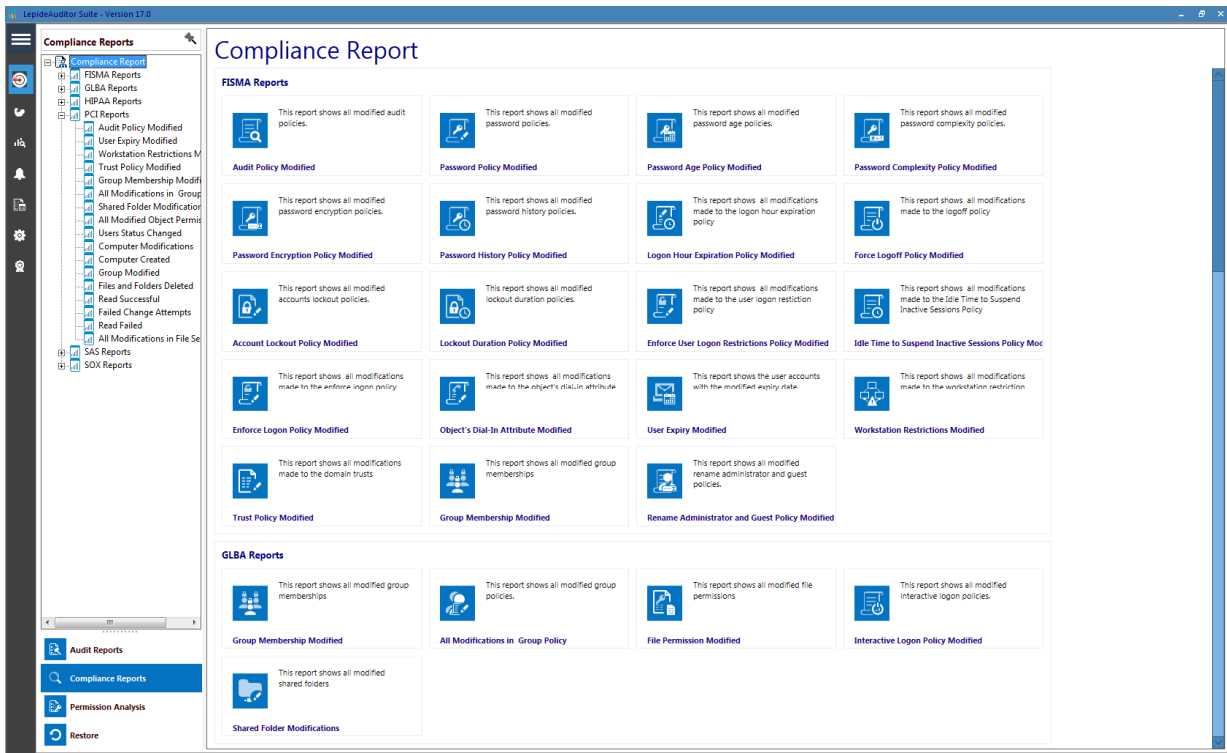 LepideAuditor Suite - Version 17.0
Compliance Reports
Compliance Report
FISMA Reports
GLBA Reports
HIPAA Reports
PCI Reports
Audit Policy Modified
User Expiry Modified
Workstation Restrictions M
Trust Policy Modified
Group Membership Modifi
All Modifications in Group
Shared Folder Modification
All Modified Object Permis
Users Status Changed
Computer Modifications
Computer Created
Group Modified
Files and Folders Deleted
Read Successful
Failed Change Attempts
Read Failed
All Modifications in File Se
SAS Reports
SOX Reports
Audit Reports
Compliance Reports
Permission Analysis
Restore
Compliance Report
FISMA Reports
This report shows all modified audit
policies.
Audit Policy Modified
This report shows all modified
password policies.
Password Policy Modified
This report shows all modified
password age policies.
Password Age Policy Modified
This report shows all modified
password complexity policies.
Password Complexity Policy Modified
This report shows all modified
password encryption policies.
Password Encryption Policy Modified
This report shows all modified
password history policies.
Password History Policy Modified
This report shows all modifications
made to the logon hour expiration
policy
Logon Hour Expiration Policy Modified
This report shows all modifications
made to the logoff policy
Force Logoff Policy Modified
This report shows all modified
accounts lockout policies.
Account Lockout Policy Modified
This report shows all modified
lockout duration policies.
Lockout Duration Policy Modified
This report shows all modifications
made to the user logon restiction
policy
Enforce User Logon Restrictions Policy Modified
This report shows all modifications
made to the Idle Time to Suspend
Inactive Sessions Policy
Idle Time to Suspend Inactive Sessions Policy Moc
This report shows all modifications
made to the enforce logon policy
Enforce Logon Policy Modified
This report shows all modifications
made to the object's dial-in attribute
Object's Dial-In Attribute Modified
This report shows the user accounts
with the modified expiry date.
User Expiry Modified
This report shows all modifications
made to the workstation restriction
Workstation Restrictions Modified
This report shows all modifications
made to the domain trusts
Trust Policy Modified
This report shows all modified group
memberships
Group Membership Modified
This report shows all modified
rename administrator and guest
policies.
Rename Administrator and Guest Policy Modified
GLBA Reports
This report shows all modified group
memberships
Group Membership Modified
This report shows all modified group
policies.
All Modifications in Group Policy
This report shows all modified file
permissions
File Permission Modified
This report shows all modified
interactive logon policies.
Interactive Logon Policy Modified
This report shows all modified
shared folders
Shared Folder Modifications